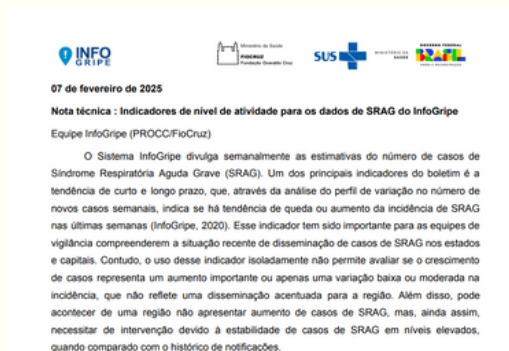 INFO
GRIPE
Ministério da Saúde
FIOCRUZ
Fundação Oswaldo Cruz
SUS
MINISTÉRIO DA
SAÚDE
GOVERNO FEDERAL
BRASIL
UNIÃO E RECONSTRUÇÃO
07 de fevereiro de 2025
Nota técnica : Indicadores de nível de atividade para os dados de SRAG do InfoGripe
Equipe InfoGripe (PROCC/FioCruz)
O Sistema InfoGripe divulga semanalmente as estimativas do número de casos de
Síndrome Respiratória Aguda Grave (SRAG). Um dos principais indicadores do boletim é a
tendência de curto e longo prazo, que, através da análise do perfil de variação no número de
novos casos semanais, indica se há tendência de queda ou aumento da incidência de SRAG
nas últimas semanas (InfoGripe, 2020). Esse indicador tem sido importante para as equipes de
vigilância compreenderem a situação recente de disseminação de casos de SRAG nos estados
e capitais. Contudo, o uso desse indicador isoladamente não permite avaliar se o crescimento
de casos representa um aumento importante ou apenas uma variação baixa ou moderada na
incidência, que não reflete uma disseminação acentuada para a região. Além disso, pode
acontecer de uma região não apresentar aumento de casos de SRAG, mas, ainda assim,
necessitar de intervenção devido à estabilidade de casos de SRAG em níveis elevados,
quando comparado com o histórico de notificações.